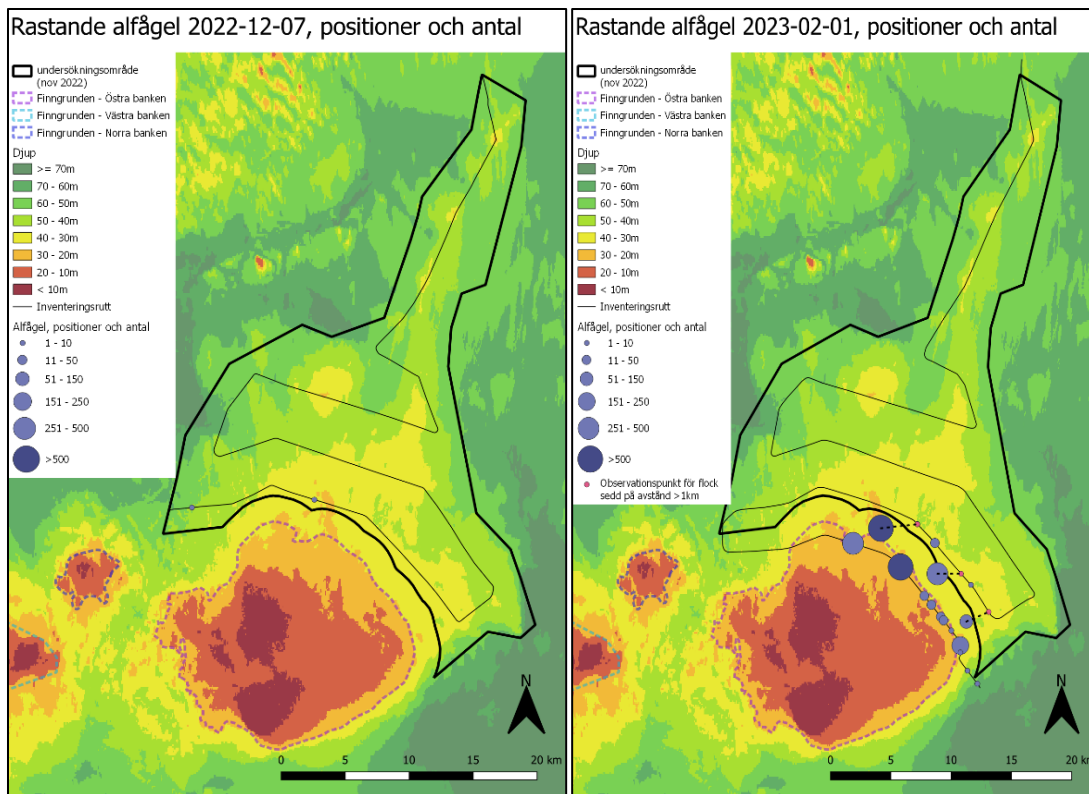 Rastande alfågel 2022-12-07, positioner och antal
undersökningsområde
(nov 2022)
Finngrunden - Östra banken
Finngrunden - Västra banken
Finngrunden - Norra banken
Djup
>= 70m
70 - 60m
60 - 50m
50 - 40m
40 - 30m
30 - 20m
20 - 10m
< 10m
Inventeringsrutt
Alfågel, positioner och antal
1 - 10
11 - 50
51 - 150
151 - 250
251 - 500
>500
N
0 5 10 15 20 km
Rastande alfågel 2023-02-01, positioner och antal
undersökningsområde
(nov 2022)
Finngrunden - Östra banken
Finngrunden - Västra banken
Finngrunden - Norra banken
Djup
>= 70m
70 - 60m
60 - 50m
50 - 40m
40 - 30m
30 - 20m
20 - 10m
< 10m
Inventeringsrutt
Alfågel, positioner och antal
1 - 10
11 - 50
51 - 150
151 - 250
251 - 500
>500
Observationspunkt för flock
sedd på avstånd >1km
N
0 5 10 15 20 km